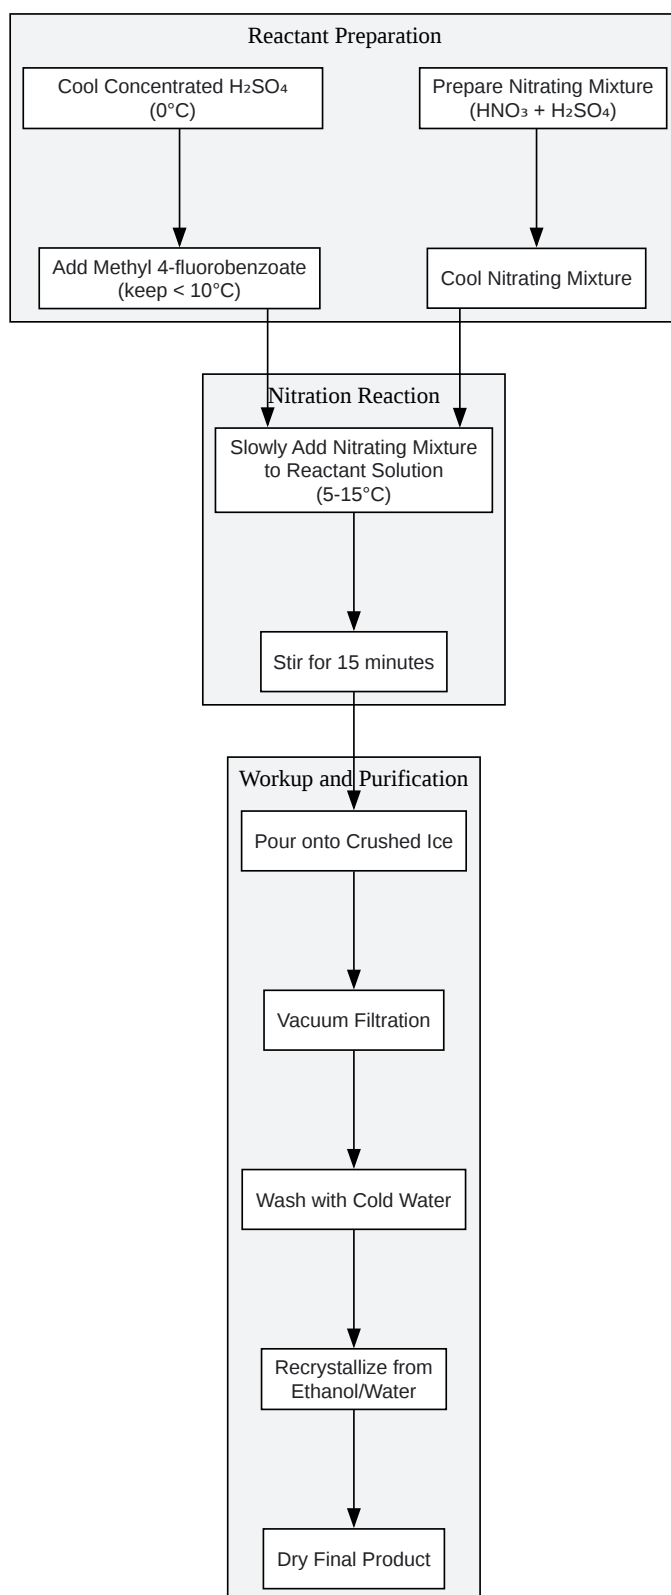 Reactant Preparation
Cool Concentrated H₂SO₄
(0°C)
Prepare Nitrating Mixture
(HNO₃ + H₂SO₄)
Add Methyl 4-fluorobenzoate
(keep < 10°C)
Cool Nitrating Mixture
Nitration Reaction
Slowly Add Nitrating Mixture
to Reactant Solution
(5-15°C)
Stir for 15 minutes
Workup and Purification
Pour onto Crushed Ice
Vacuum Filtration
Wash with Cold Water
Recrystallize from
Ethanol/Water
Dry Final Product